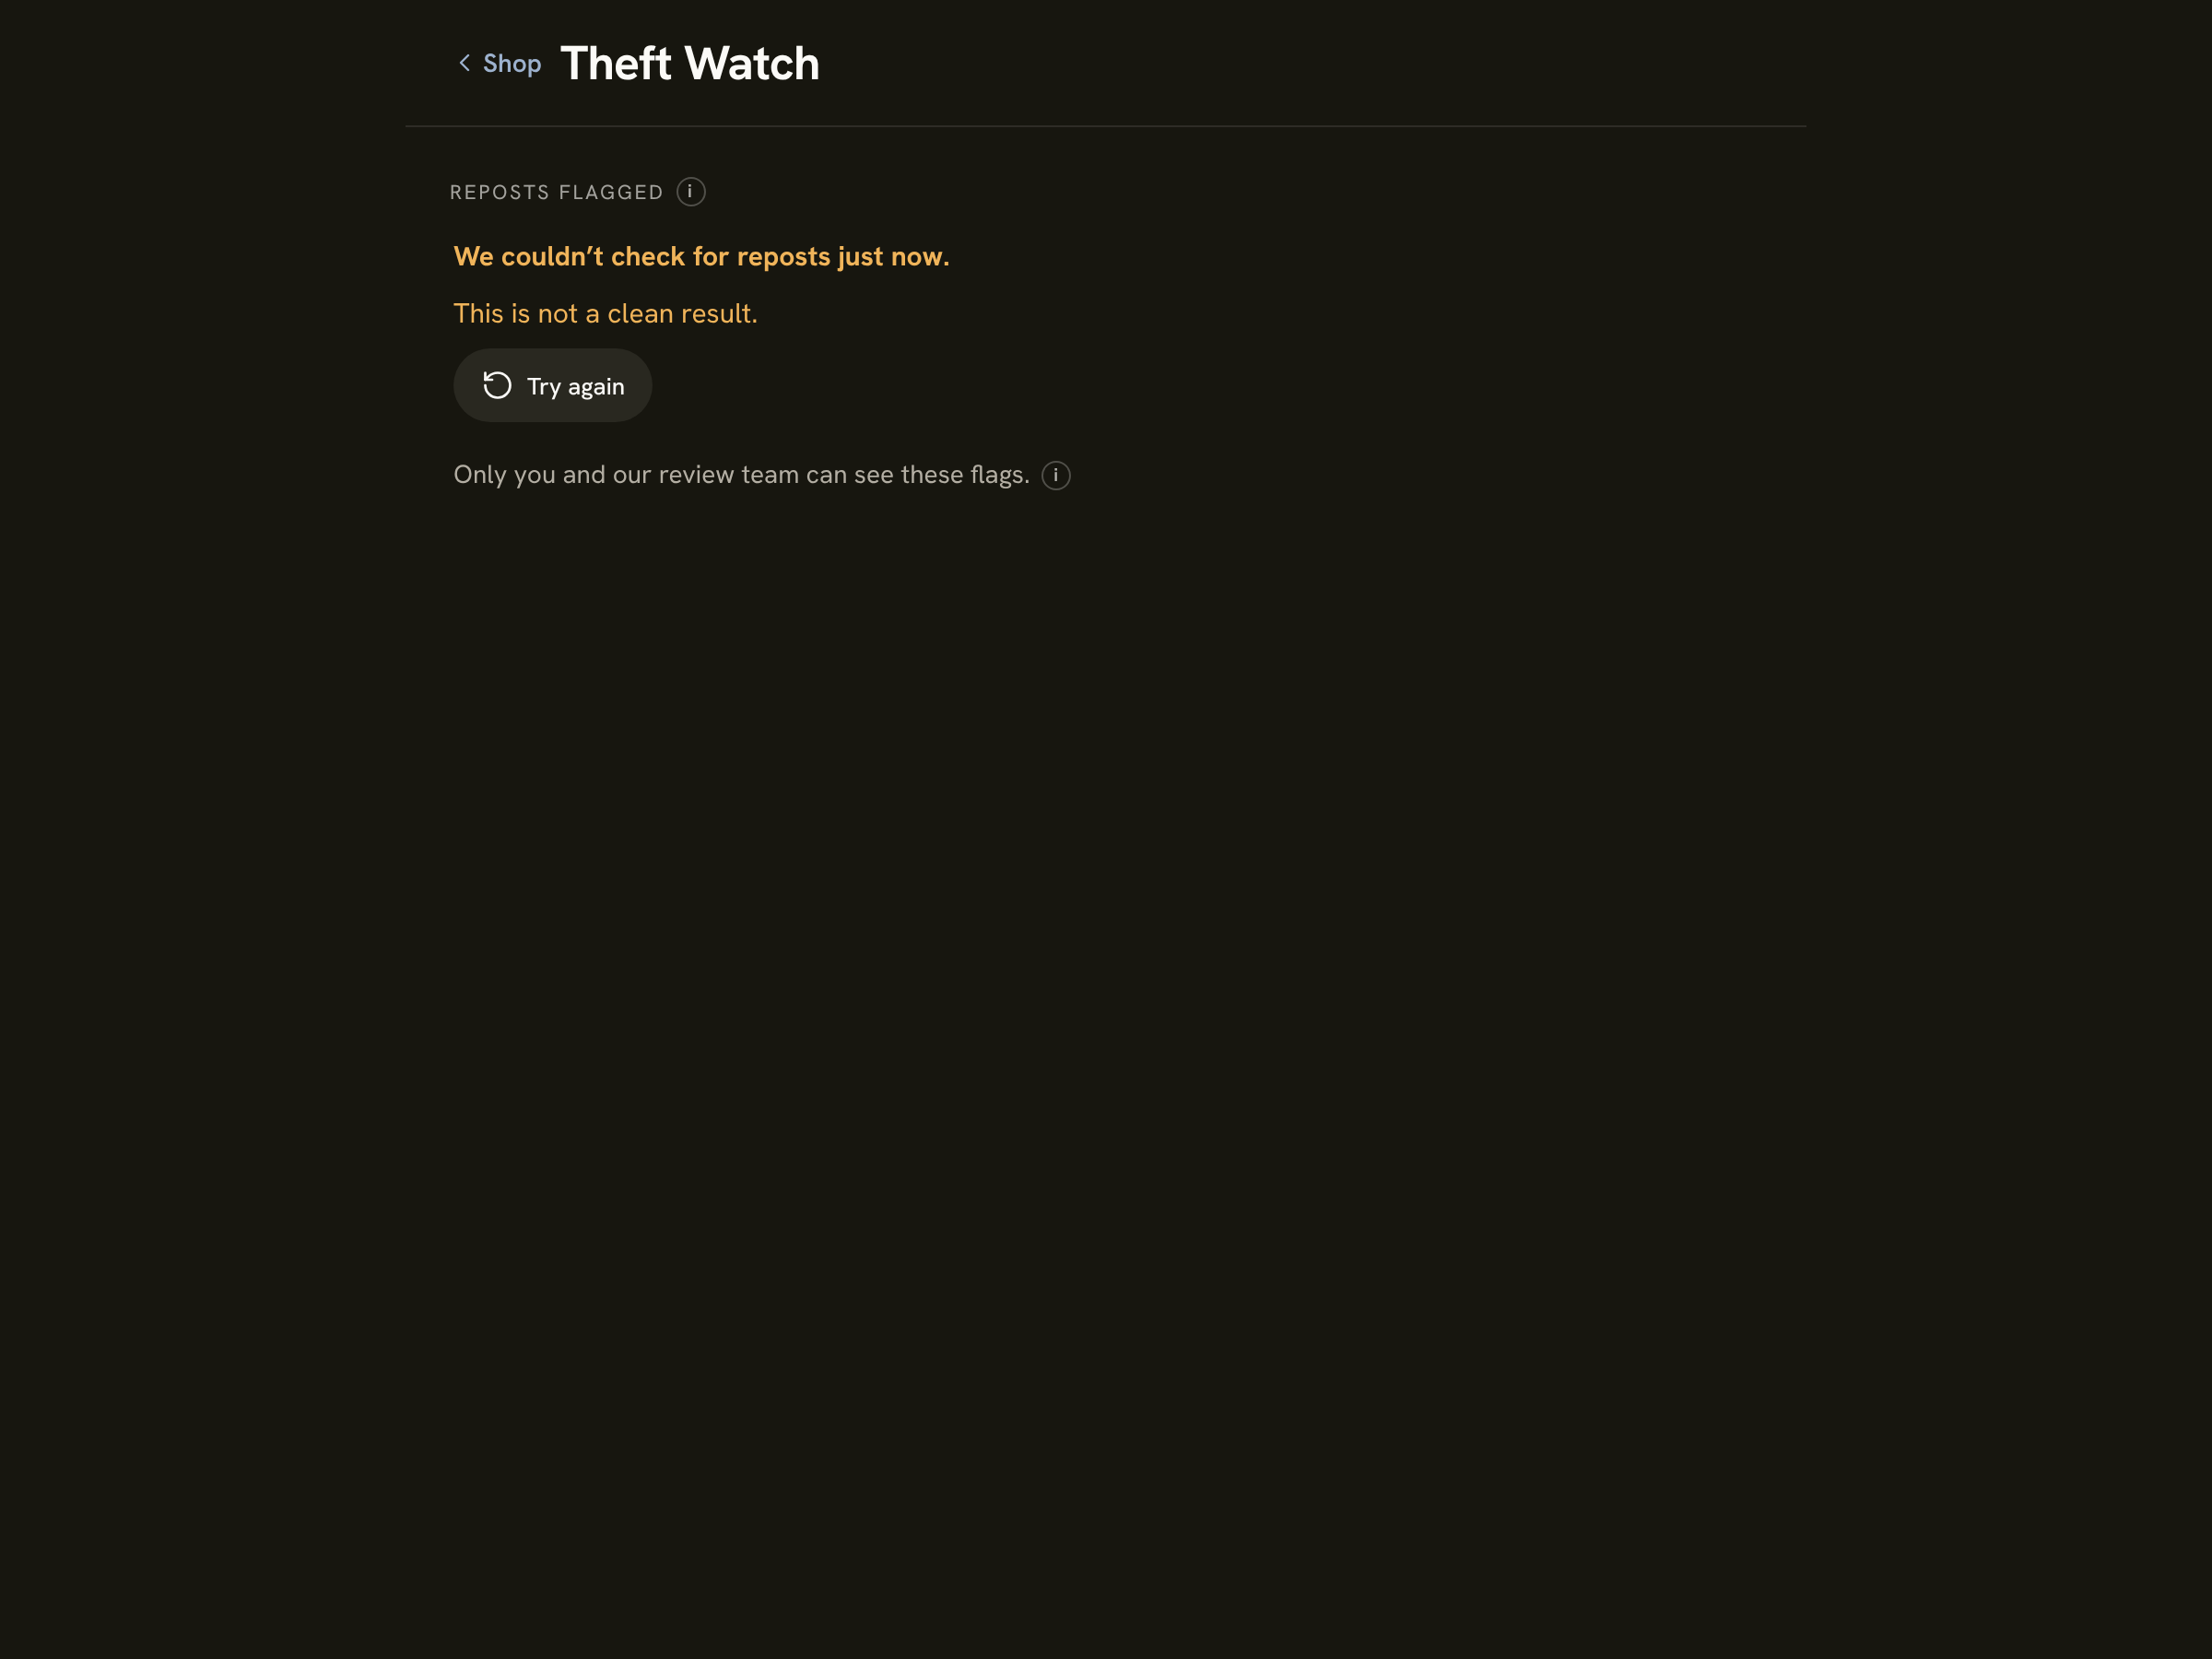 Shop Theft Watch
REPOSTS FLAGGED i
We couldn’t check for reposts just now.
This is not a clean result.
Try again
Only you and our review team can see these flags. i